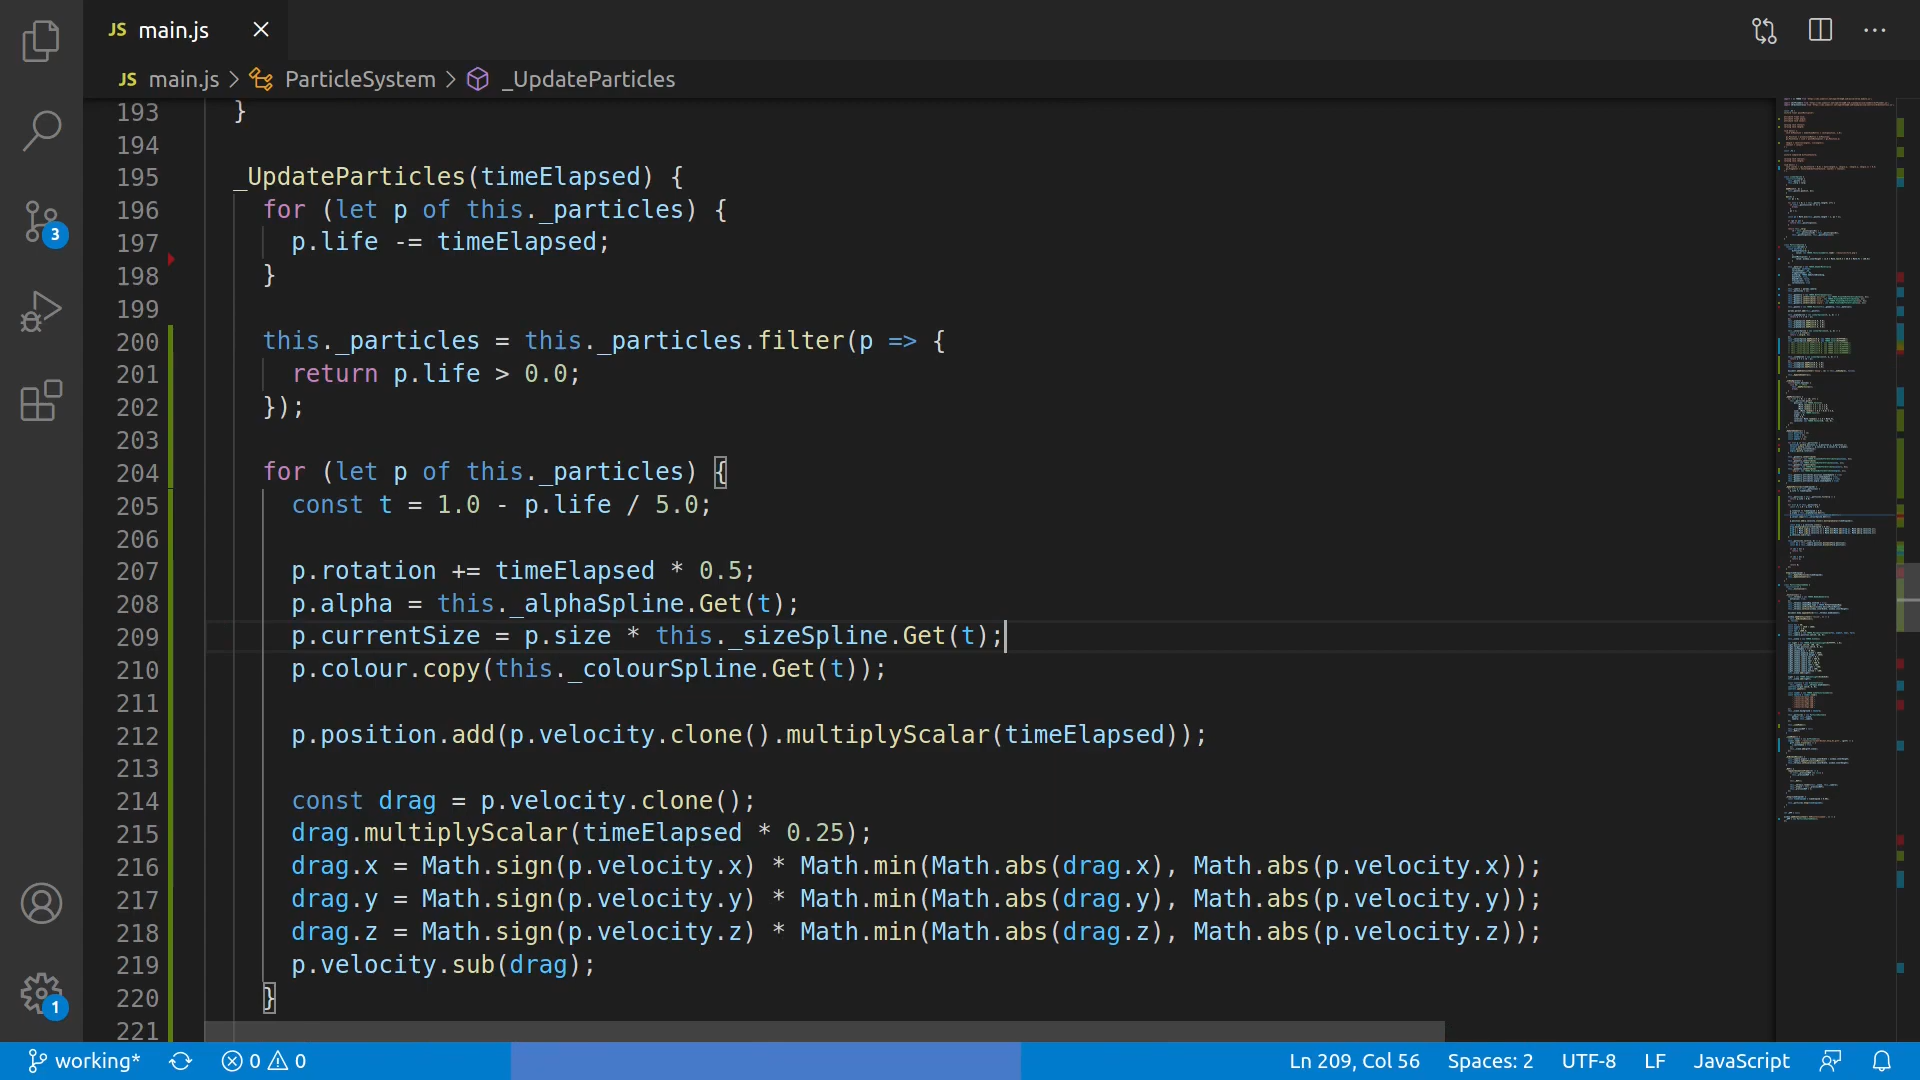 JS main.js
JS main.js > ParticleSystem > _UpdateParticles
193 }
194
195 _UpdateParticles(timeElapsed) {
196 for (let p of this._particles) {
197 p.life -= timeElapsed;
198 }
199
200 this._particles = this._particles.filter(p => {
201 return p.life > 0.0;
202 });
203
204 for (let p of this._particles) {
205 const t = 1.0 - p.life / 5.0;
206
207 p.rotation += timeElapsed * 0.5;
208 p.alpha = this._alphaSpline.Get(t);
209 p.currentSize = p.size * this._sizeSpline.Get(t);
210 p.colour.copy(this._colourSpline.Get(t));
211
212 p.position.add(p.velocity.clone().multiplyScalar(timeElapsed));
213
214 const drag = p.velocity.clone();
215 drag.multiplyScalar(timeElapsed * 0.25);
216 drag.x = Math.sign(p.velocity.x) * Math.min(Math.abs(drag.x), Math.abs(p.velocity.x));
217 drag.y = Math.sign(p.velocity.y) * Math.min(Math.abs(drag.y), Math.abs(p.velocity.y));
218 drag.z = Math.sign(p.velocity.z) * Math.min(Math.abs(drag.z), Math.abs(p.velocity.z));
219 p.velocity.sub(drag);
220 }
221
3
1
working* 0 0 Ln 209, Col 56 Spaces: 2 UTF-8 LF JavaScript